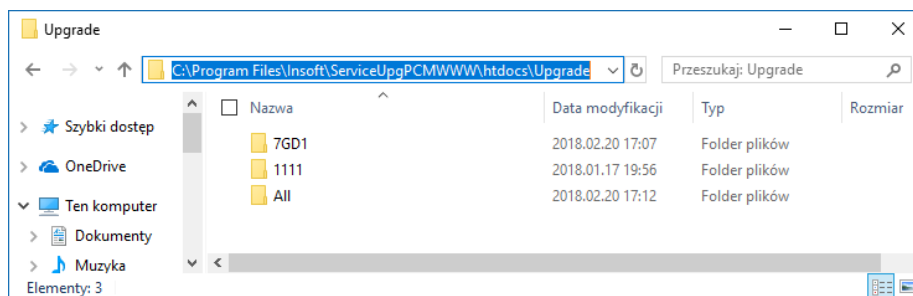 Upgrade
C:\Program Files\Insoft\ServiceUpgPCMWWW\htdocs\Upgrade
Przeszukaj: Upgrade
Nazwa Data modyfikacji Typ Rozmiar
Szybki dostęp
OneDrive
Ten komputer
Dokumenty
Muzyka
7GD1 2018.02.20 17:07 Folder plików
1111 2018.01.17 19:56 Folder plików
All 2018.02.20 17:12 Folder plików
Elementy: 3